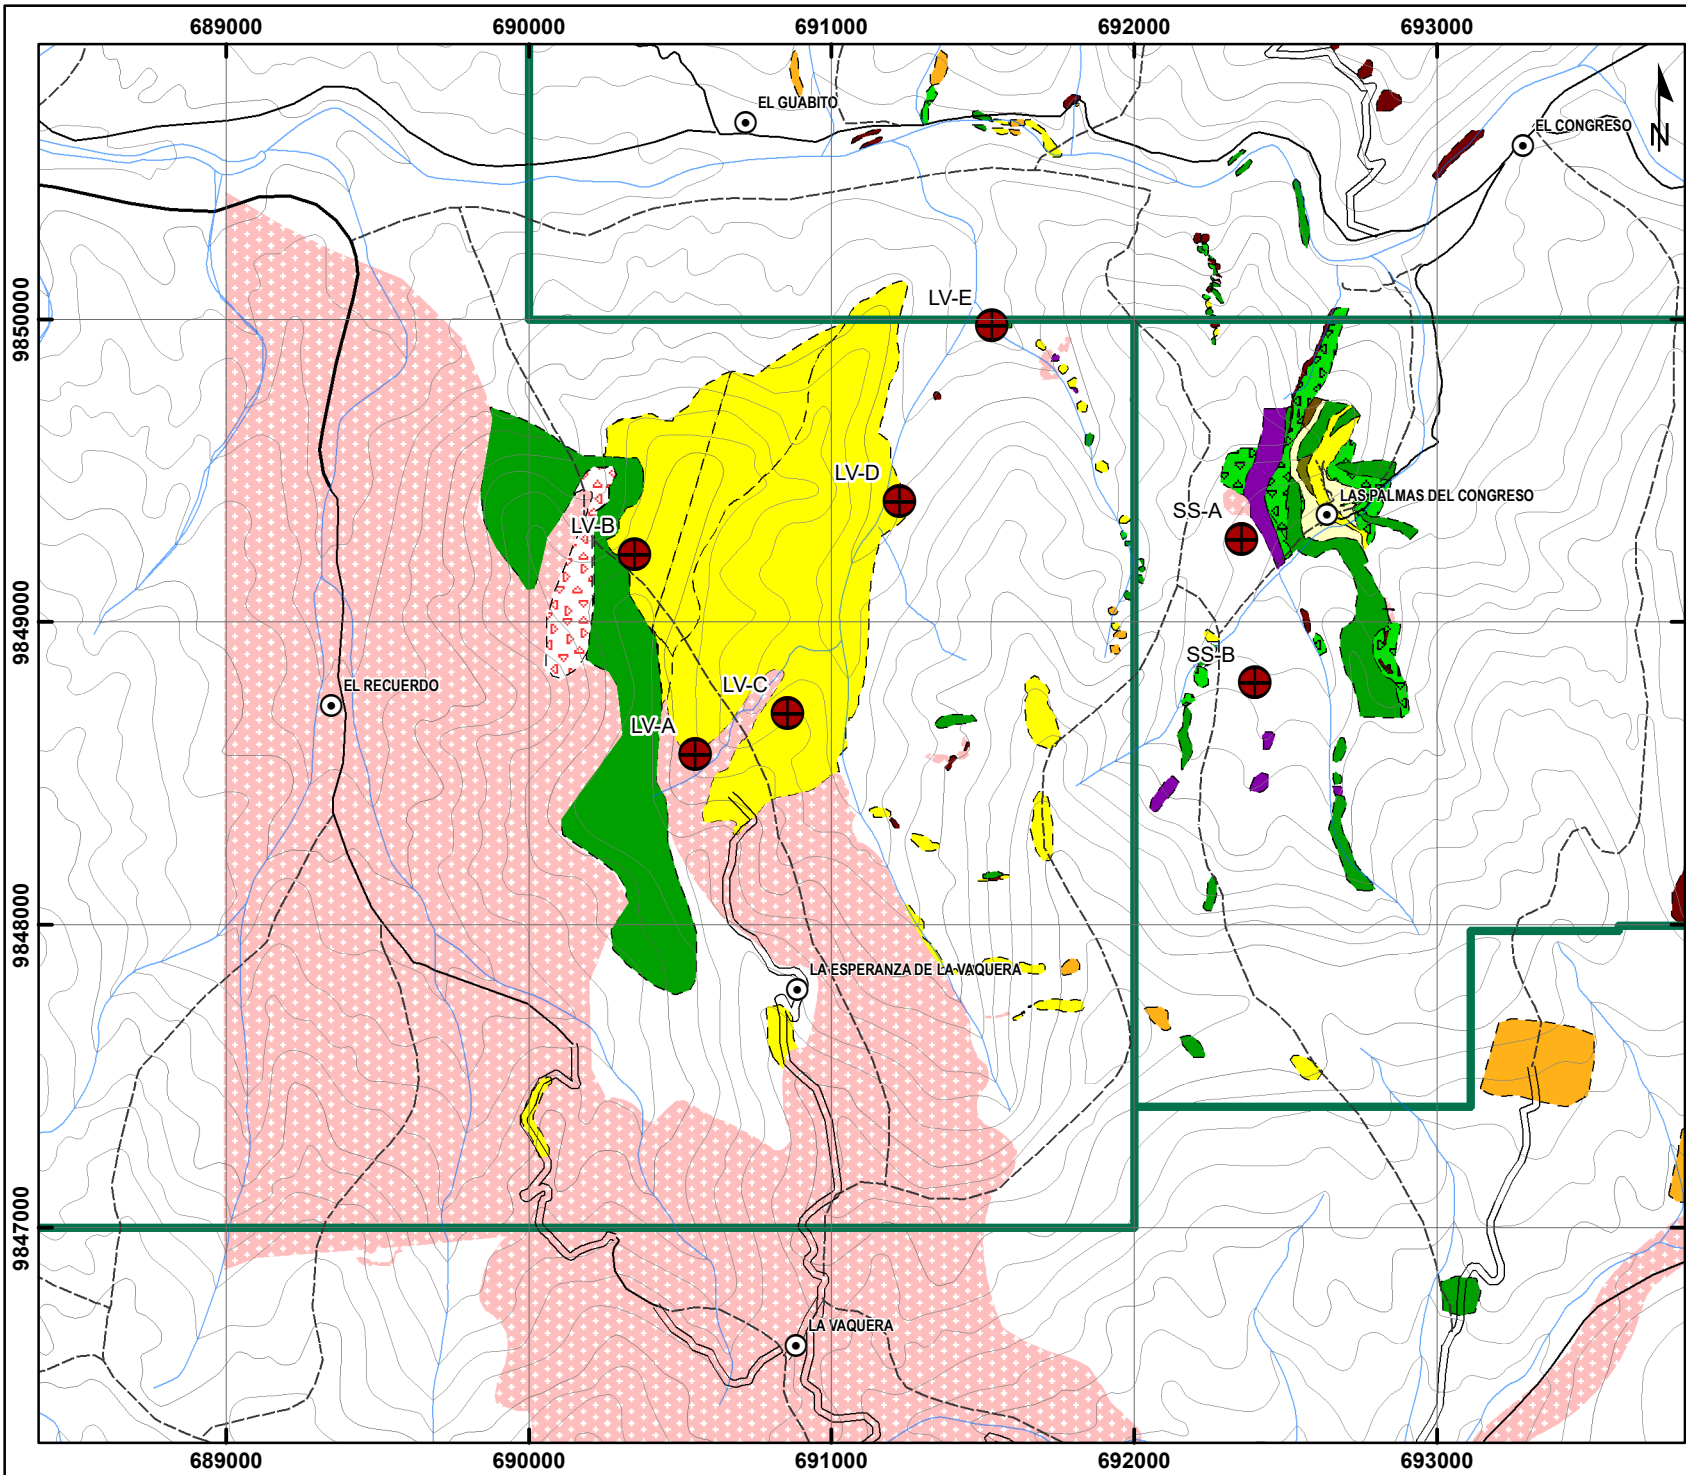 689000 690000 691000 692000 693000
EL GUABITO
EL CONGRESO
N
LV-E
9850000 9850000
LV-D
LAS PALMAS DEL CONGRESO
SS-A
LV-B
9849000
SS-B
EL RECUERDO
LV-C
LV-A
9848000
LA ESPERANZA DE LA VAQUERA
9847000
LA VAQUERA
689000 690000 691000 692000 693000